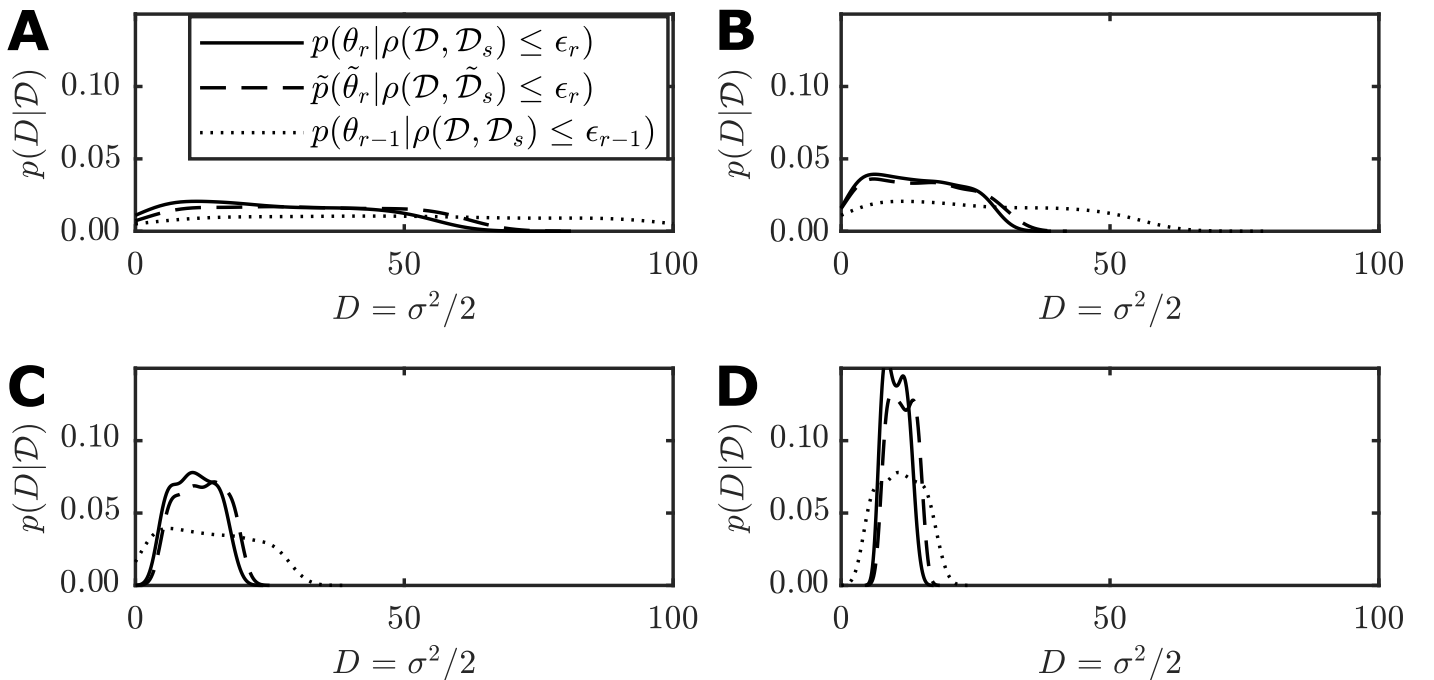 A
p(θ_r|ρ(𝒟, 𝒟_s) ≤ ϵ_r)
p̃(θ̃_r|ρ(𝒟, 𝒟̃_s) ≤ ϵ_r)
p(θ_{r−1}|ρ(𝒟, 𝒟_s) ≤ ϵ_{r−1})
p(D|𝒟)
0.10
0.05
0.00
0 50 100
D = σ²/2
B
p(D|𝒟)
0.10
0.05
0.00
0 50 100
D = σ²/2
C
p(D|𝒟)
0.10
0.05
0.00
0 50 100
D = σ²/2
D
p(D|𝒟)
0.10
0.05
0.00
0 50 100
D = σ²/2